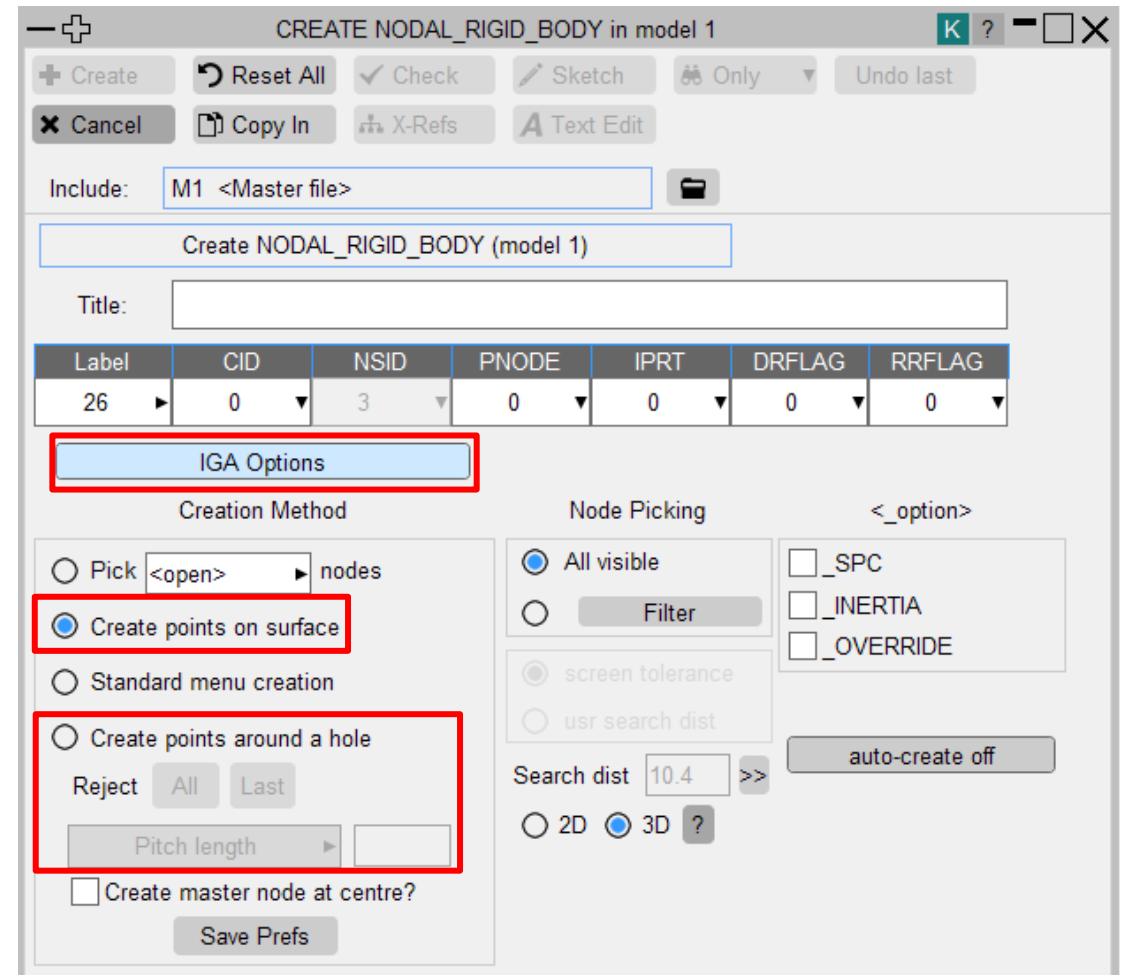 CREATE NODAL_RIGID_BODY in model 1 K ?
Create Reset All Check Sketch Only Undo last
Cancel Copy In X-Refs A Text Edit
Include: M1 <Master file>
Create NODAL_RIGID_BODY (model 1)
Title:
Label CID NSID PNODE IPRT DRFLAG RRFLAG
26 0 3 0 0 0 0
IGA Options
Creation Method Node Picking <_option>
Pick <open> nodes All visible _SPC
Create points on surface Filter _INERTIA
_OVERRIDE
Standard menu creation screen tolerance
usr search dist
Create points around a hole auto-create off
Reject All Last Search dist 10.4 >>
2D 3D ?
Pitch length
Create master node at centre?
Save Prefs